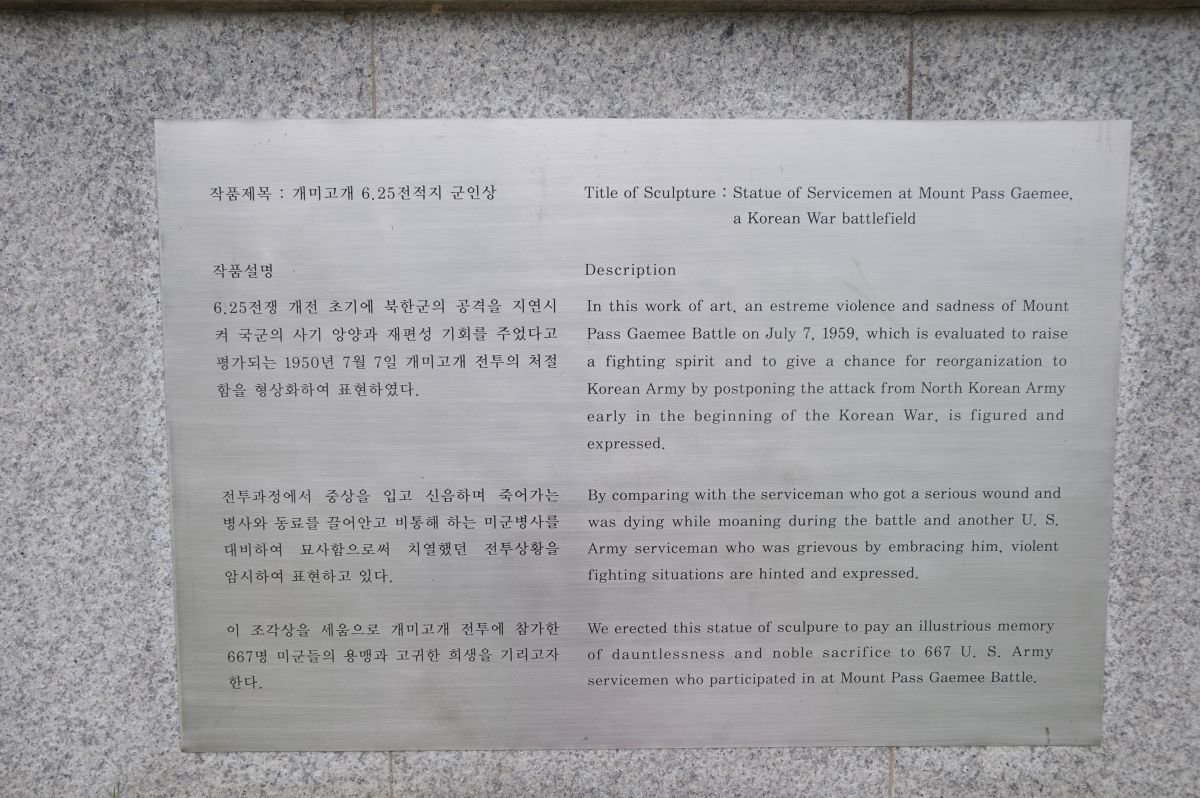 작품제목 : 개미고개 6.25전적지 군인상
작품설명
6.25전쟁 개전 초기에 북한군의 공격을 지연시
켜 국군의 사기 앙양과 재편성 기회를 주었다고
평가되는 1950년 7월 7일 개미고개 전투의 처절
함을 형상화하여 표현하였다.
전투과정에서 중상을 입고 신음하며 죽어가는
병사와 동료를 끌어안고 비통해 하는 미군병사를
대비하여 묘사함으로써 치열했던 전투상황을
암시하여 표현하고 있다.
이 조각상을 세움으로 개미고개 전투에 참가한
667명 미군들의 용맹과 고귀한 희생을 기리고자
한다.
Title of Sculpture : Statue of Servicemen at Mount Pass Gaemee,
a Korean War battlefield
Description
In this work of art, an estreme violence and sadness of Mount
Pass Gaemee Battle on July 7, 1959, which is evaluated to raise
a fighting spirit and to give a chance for reorganization to
Korean Army by postponing the attack from North Korean Army
early in the beginning of the Korean War, is figured and
expressed.
By comparing with the serviceman who got a serious wound and
was dying while moaning during the battle and another U. S.
Army serviceman who was grievous by embracing him, violent
fighting situations are hinted and expressed.
We erected this statue of sculpure to pay an illustrious memory
of dauntlessness and noble sacrifice to 667 U. S. Army
servicemen who participated in at Mount Pass Gaemee Battle.